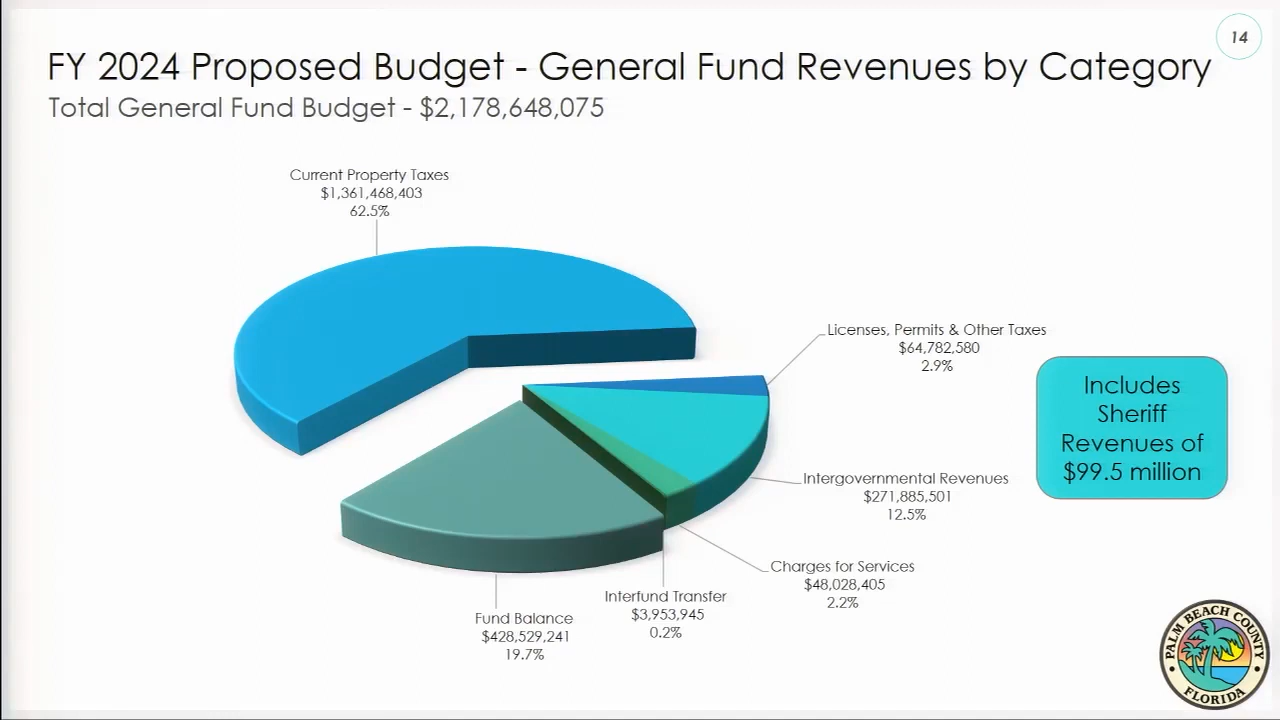 14
FY 2024 Proposed Budget - General Fund Revenues by Category
Total General Fund Budget - $2,178,648,075
Current Property Taxes
$1,361,468,403
62.5%
Licenses, Permits & Other Taxes
$64,782,580
2.9%
Includes
Sheriff
Revenues of
$99.5 million
Intergovernmental Revenues
$271,885,501
12.5%
Charges for Services
$48,028,405
2.2%
Interfund Transfer
$3,953,945
0.2%
Fund Balance
$428,529,241
19.7%
PALM BEACH COUNTY
FLORIDA